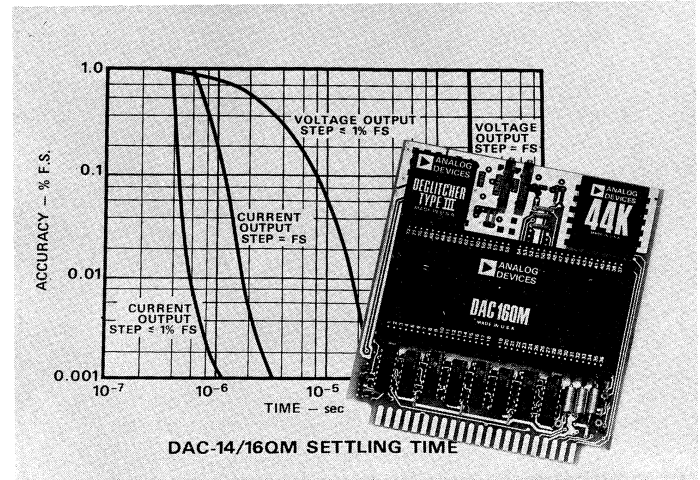 1.0
0.1
0.01
0.001
ACCURACY – % F.S.
10-7
10-6
10-5
TIME – sec
VOLTAGE OUTPUT
STEP ≤ 1% FS
VOLTAGE
OUTPUT
STEP = FS
CURRENT
OUTPUT
STEP = FS
CURRENT
OUTPUT
STEP ≤ 1% FS
ANALOG
DEVICES
DEGLITCHER
TYPE III
ANALOG
DEVICES
44K
ANALOG
DEVICES
DAC16QM
MADE IN U.S.A.
DAC-14/16QM SETTLING TIME